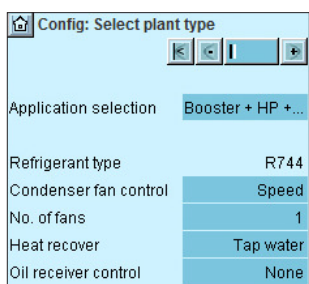 Config: Select plant type
Application selection Booster + HP +...
Refrigerant type R744
Condenser fan control Speed
No. of fans 1
Heat recover Tap water
Oil receiver control None